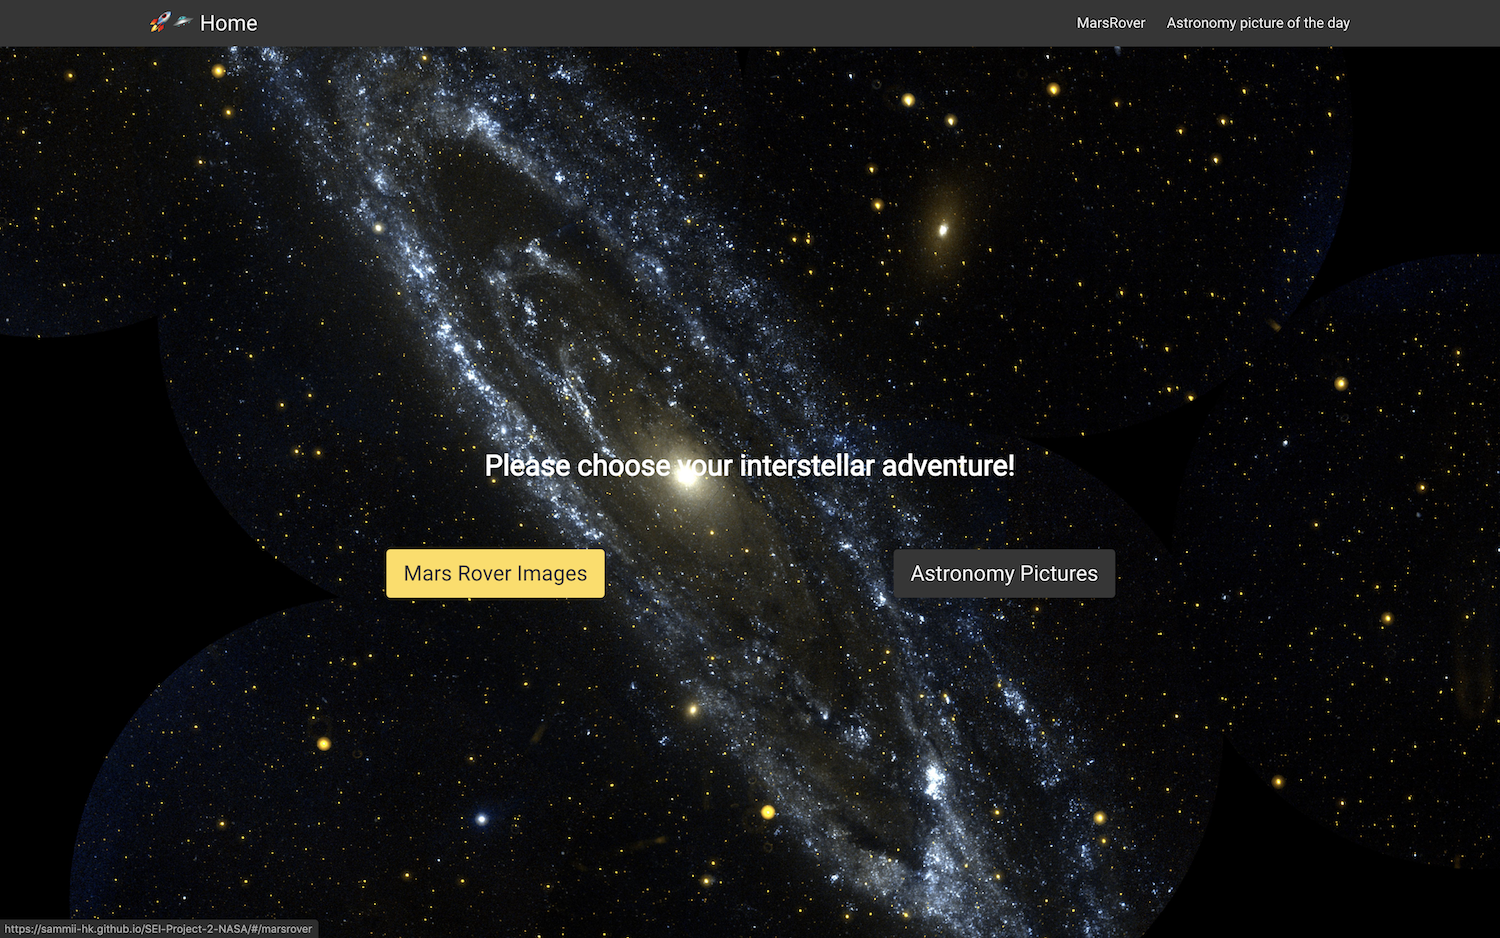 Home
MarsRover
Astronomy picture of the day
Please choose your interstellar adventure!
Mars Rover Images
Astronomy Pictures
https://sammii-hk.github.io/SEI-Project-2-NASA/#/marsrover